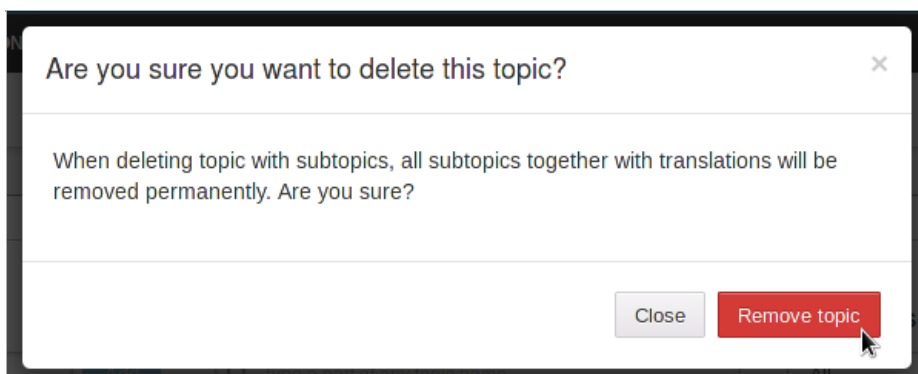 Are you sure you want to delete this topic?
×
When deleting topic with subtopics, all subtopics together with translations will be
removed permanently. Are you sure?
Close
Remove topic